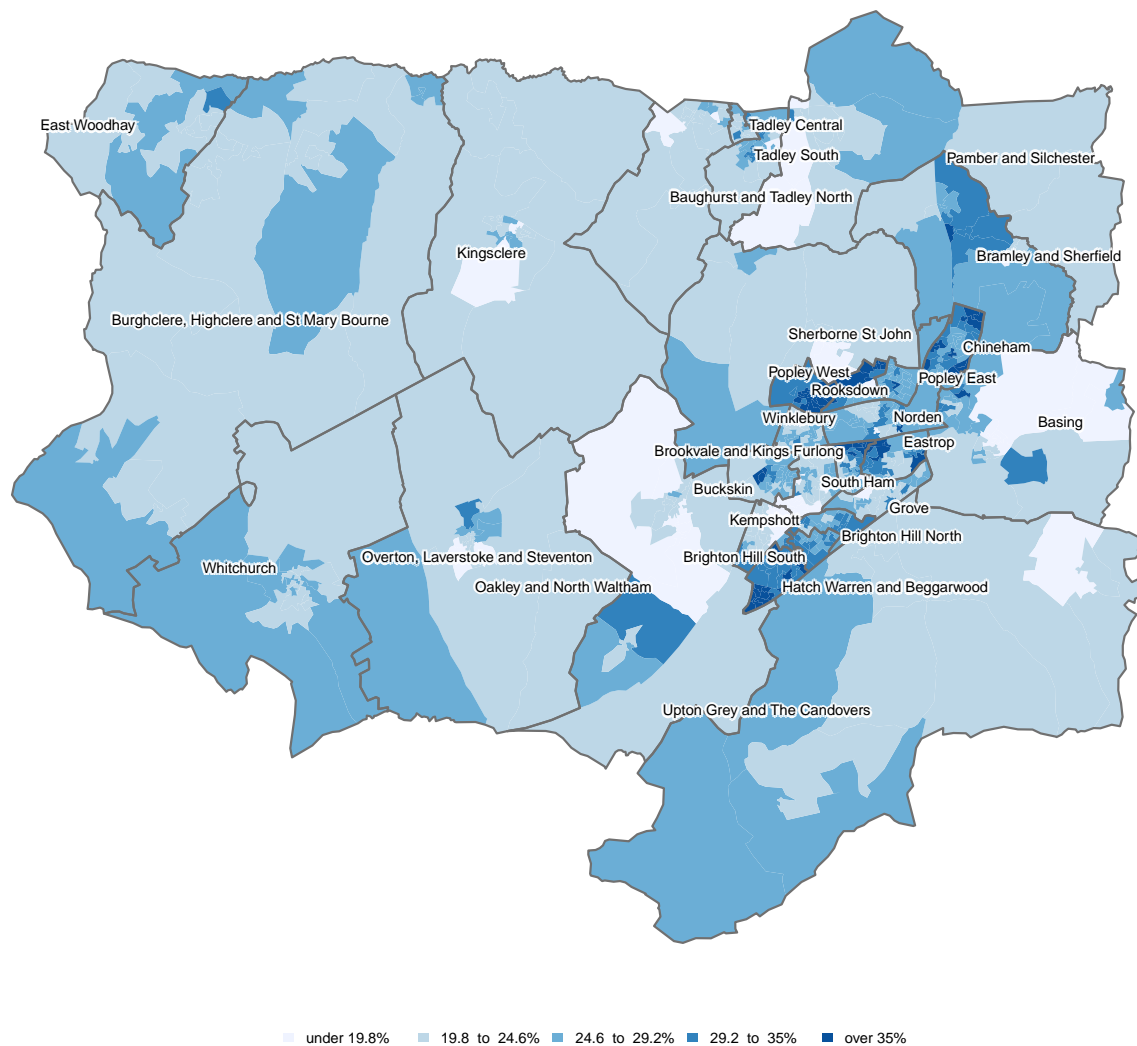 East Woodhay
Tadley Central
Tadley South
Pamber and Silchester
Baughurst and Tadley North
Kingsclere
Bramley and Sherfield
Burghclere, Highclere and St Mary Bourne
Sherborne St John
Chineham
Popley West
Popley East
Rooksdown
Winklebury
Norden
Basing
Eastrop
Brookvale and Kings Furlong
South Ham
Buckskin
Grove
Kempshott
Brighton Hill North
Overton, Laverstoke and Steventon
Brighton Hill South
Whitchurch
Oakley and North Waltham
Hatch Warren and Beggarwood
Upton Grey and The Candovers
under 19.8% 19.8 to 24.6% 24.6 to 29.2% 29.2 to 35% over 35%